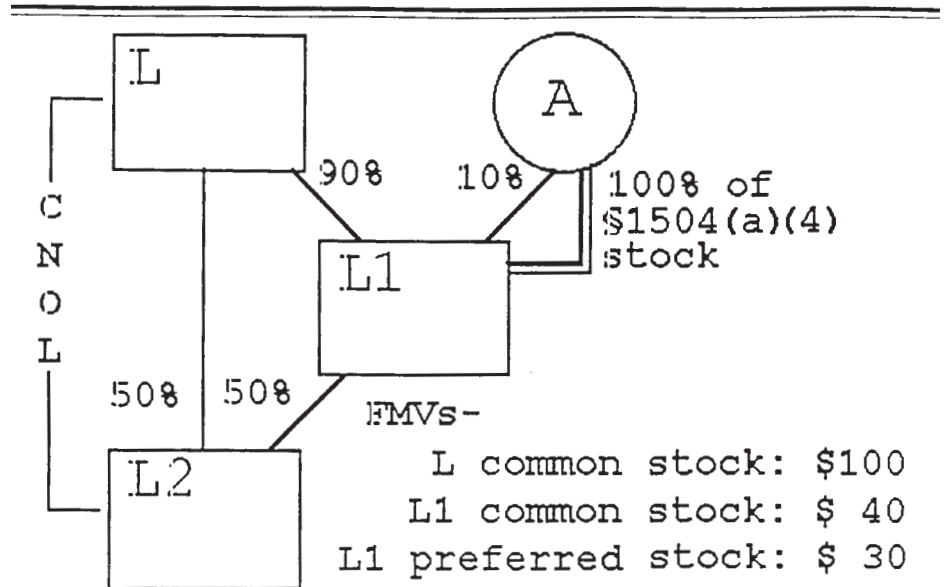 L
A
90%
10%
100% of
§1504(a)(4)
stock
C
N
O
L
L1
50%
50%
FMVs-
L2
L common stock: $100
L1 common stock: $ 40
L1 preferred stock: $ 30